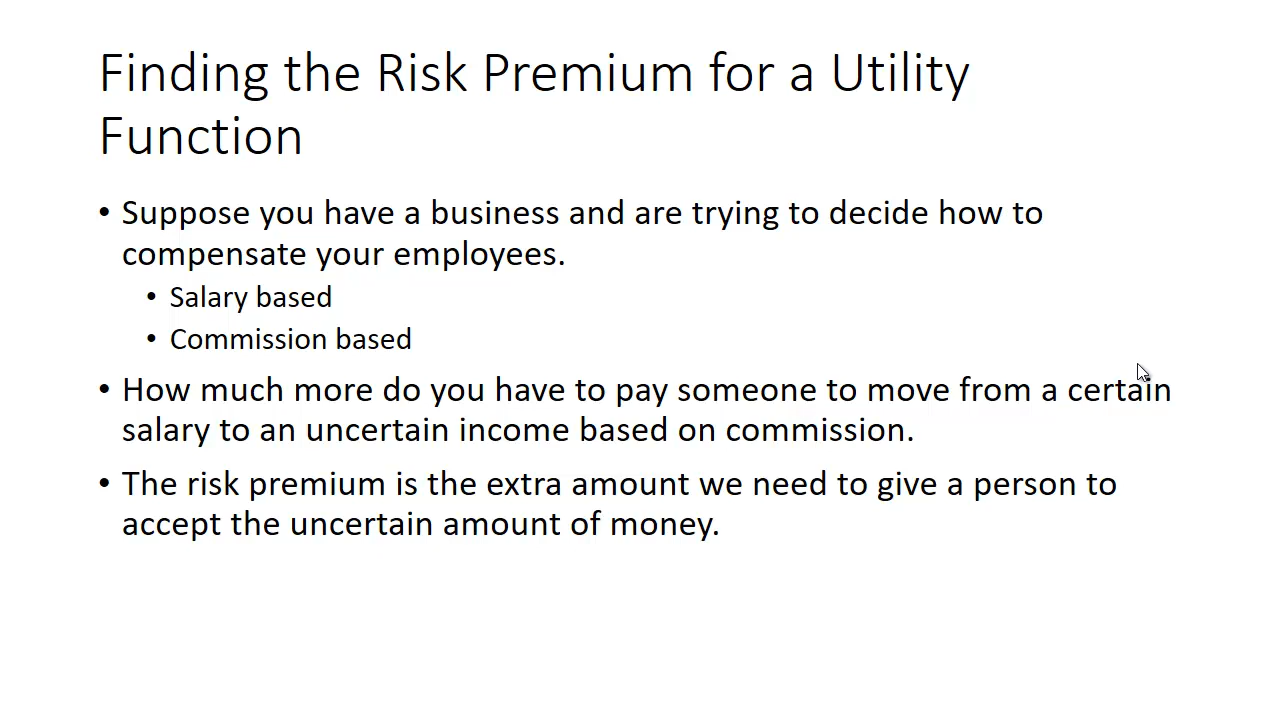 Finding the Risk Premium for a Utility
Function
• Suppose you have a business and are trying to decide how to
compensate your employees.
• Salary based
• Commission based
• How much more do you have to pay someone to move from a certain
salary to an uncertain income based on commission.
• The risk premium is the extra amount we need to give a person to
accept the uncertain amount of money.